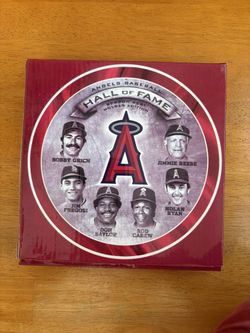 ANGELS BASEBALL
HALL OF FAME
A
BOBBY GRICH
JIMMIE REESE
JIM
FREGOSI
NOLAN
RYAN
DON
BAYLOR
ROD
CAREW